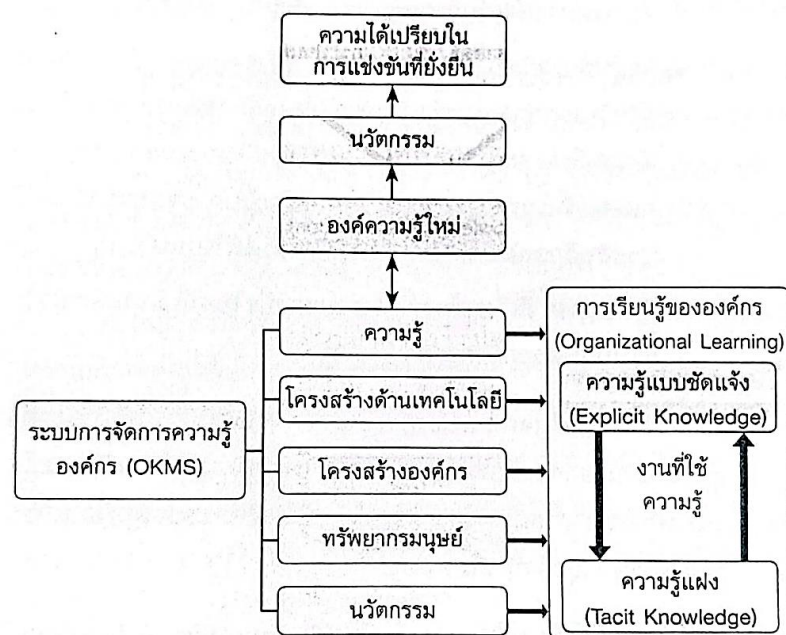 ความได้เปรียบใน
การแข่งขันที่ยั่งยืน
นวัตกรรม
องค์ความรู้ใหม่
ความรู้
โครงสร้างด้านเทคโนโลยี
ระบบการจัดการความรู้
องค์กร (OKMS)
โครงสร้างองค์กร
ทรัพยากรมนุษย์
นวัตกรรม
การเรียนรู้ขององค์กร
(Organizational Learning)
ความรู้แบบชัดแจ้ง
(Explicit Knowledge)
งานที่ใช้
ความรู้
ความรู้แฝง
(Tacit Knowledge)